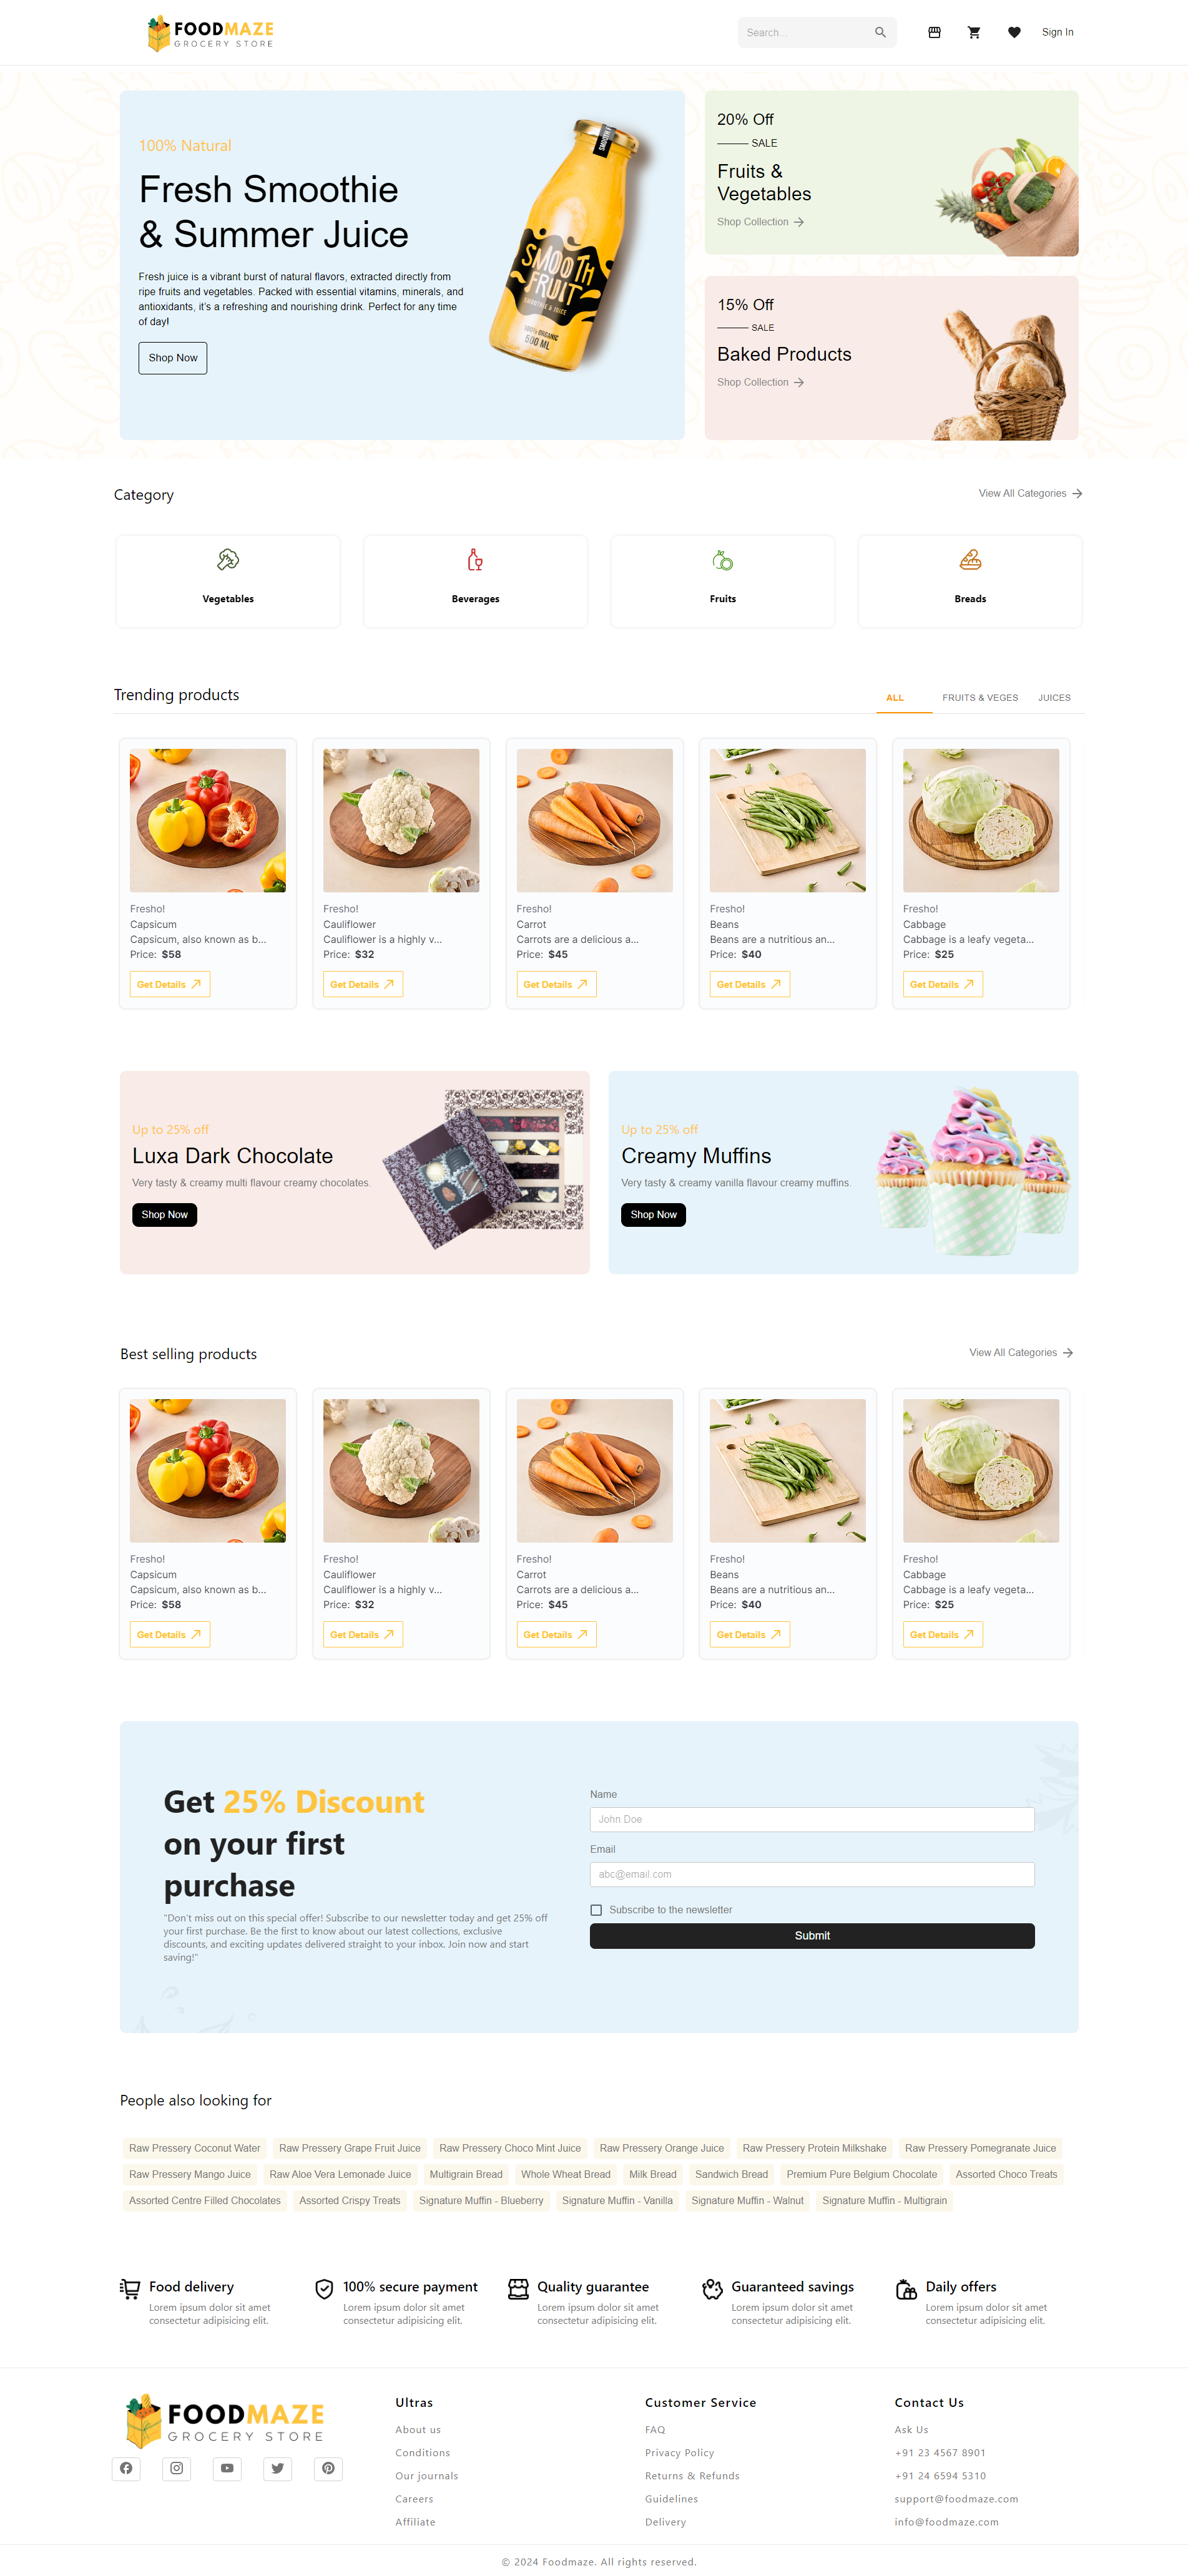 FOODMAZE
GROCERY STORE
Search...
Sign In
100% Natural
Fresh Smoothie
& Summer Juice
Fresh juice is a vibrant burst of natural flavors, extracted directly from
ripe fruits and vegetables. Packed with essential vitamins, minerals, and
antioxidants, it's a refreshing and nourishing drink. Perfect for any time
of day!
Shop Now
SMOOTH
FRUIT
SMOOTHIE & JUICE
100% ORGANIC
500 ML
20% Off
SALE
Fruits &
Vegetables
Shop Collection
15% Off
SALE
Baked Products
Shop Collection
Category
View All Categories
Vegetables
Beverages
Fruits
Breads
Trending products
ALL
FRUITS & VEGES
JUICES
Fresho!
Capsicum
Capsicum, also known as b...
Price: $58
Get Details
Fresho!
Cauliflower
Cauliflower is a highly v...
Price: $32
Get Details
Fresho!
Carrot
Carrots are a delicious a...
Price: $45
Get Details
Fresho!
Beans
Beans are a nutritious an...
Price: $40
Get Details
Fresho!
Cabbage
Cabbage is a leafy vegeta...
Price: $25
Get Details
Up to 25% off
Luxa Dark Chocolate
Very tasty & creamy multi flavour creamy chocolates.
Shop Now
Up to 25% off
Creamy Muffins
Very tasty & creamy vanilla flavour creamy muffins.
Shop Now
Best selling products
View All Categories
Fresho!
Capsicum
Capsicum, also known as b...
Price: $58
Get Details
Fresho!
Cauliflower
Cauliflower is a highly v...
Price: $32
Get Details
Fresho!
Carrot
Carrots are a delicious a...
Price: $45
Get Details
Fresho!
Beans
Beans are a nutritious an...
Price: $40
Get Details
Fresho!
Cabbage
Cabbage is a leafy vegeta...
Price: $25
Get Details
Get 25% Discount
on your first
purchase
"Don't miss out on this special offer! Subscribe to our newsletter today and get 25% off
your first purchase. Be the first to know about our latest collections, exclusive
discounts, and exciting updates delivered straight to your inbox. Join now and start
saving!"
Name
John Doe
Email
abc@email.com
Subscribe to the newsletter
Submit
People also looking for
Raw Pressery Coconut Water
Raw Pressery Grape Fruit Juice
Raw Pressery Choco Mint Juice
Raw Pressery Orange Juice
Raw Pressery Protein Milkshake
Raw Pressery Pomegranate Juice
Raw Pressery Mango Juice
Raw Aloe Vera Lemonade Juice
Multigrain Bread
Whole Wheat Bread
Milk Bread
Sandwich Bread
Premium Pure Belgium Chocolate
Assorted Choco Treats
Assorted Centre Filled Chocolates
Assorted Crispy Treats
Signature Muffin - Blueberry
Signature Muffin - Vanilla
Signature Muffin - Walnut
Signature Muffin - Multigrain
Food delivery
Lorem ipsum dolor sit amet
consectetur adipisicing elit.
100% secure payment
Lorem ipsum dolor sit amet
consectetur adipisicing elit.
Quality guarantee
Lorem ipsum dolor sit amet
consectetur adipisicing elit.
Guaranteed savings
Lorem ipsum dolor sit amet
consectetur adipisicing elit.
Daily offers
Lorem ipsum dolor sit amet
consectetur adipisicing elit.
FOODMAZE
GROCERY STORE
Ultras
About us
Conditions
Our journals
Careers
Affiliate
Customer Service
FAQ
Privacy Policy
Returns & Refunds
Guidelines
Delivery
Contact Us
Ask Us
+91 23 4567 8901
+91 24 6594 5310
support@foodmaze.com
info@foodmaze.com
© 2024 Foodmaze. All rights reserved.